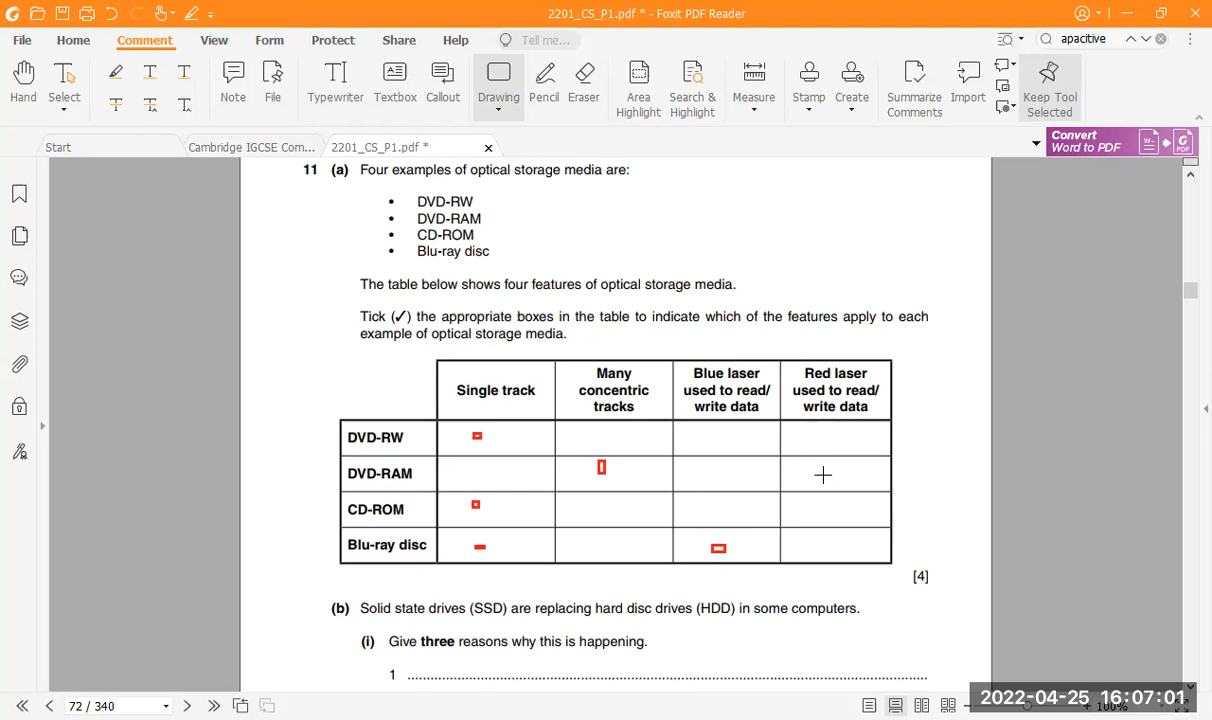 2201_CS_P1.pdf * - Foxit PDF Reader
File Home Comment View Form Protect Share Help Tell me... apacitive
Hand Select Note File Typewriter Textbox Callout Drawing Pencil Eraser Area Highlight Search & Highlight Measure Stamp Create Summarize Comments Import Keep Tool Selected
Start Cambridge IGCSE Com... 2201_CS_P1.pdf * Convert Word to PDF
11 (a) Four examples of optical storage media are:
• DVD-RW
• DVD-RAM
• CD-ROM
• Blu-ray disc
The table below shows four features of optical storage media.
Tick (✓) the appropriate boxes in the table to indicate which of the features apply to each
example of optical storage media.
Single track Many concentric tracks Blue laser used to read/ write data Red laser used to read/ write data
DVD-RW
DVD-RAM
CD-ROM
Blu-ray disc
[4]
(b) Solid state drives (SSD) are replacing hard disc drives (HDD) in some computers.
(i) Give three reasons why this is happening.
1 ....................................................................................................
72 / 340 100%
2022-04-25 16:07:01